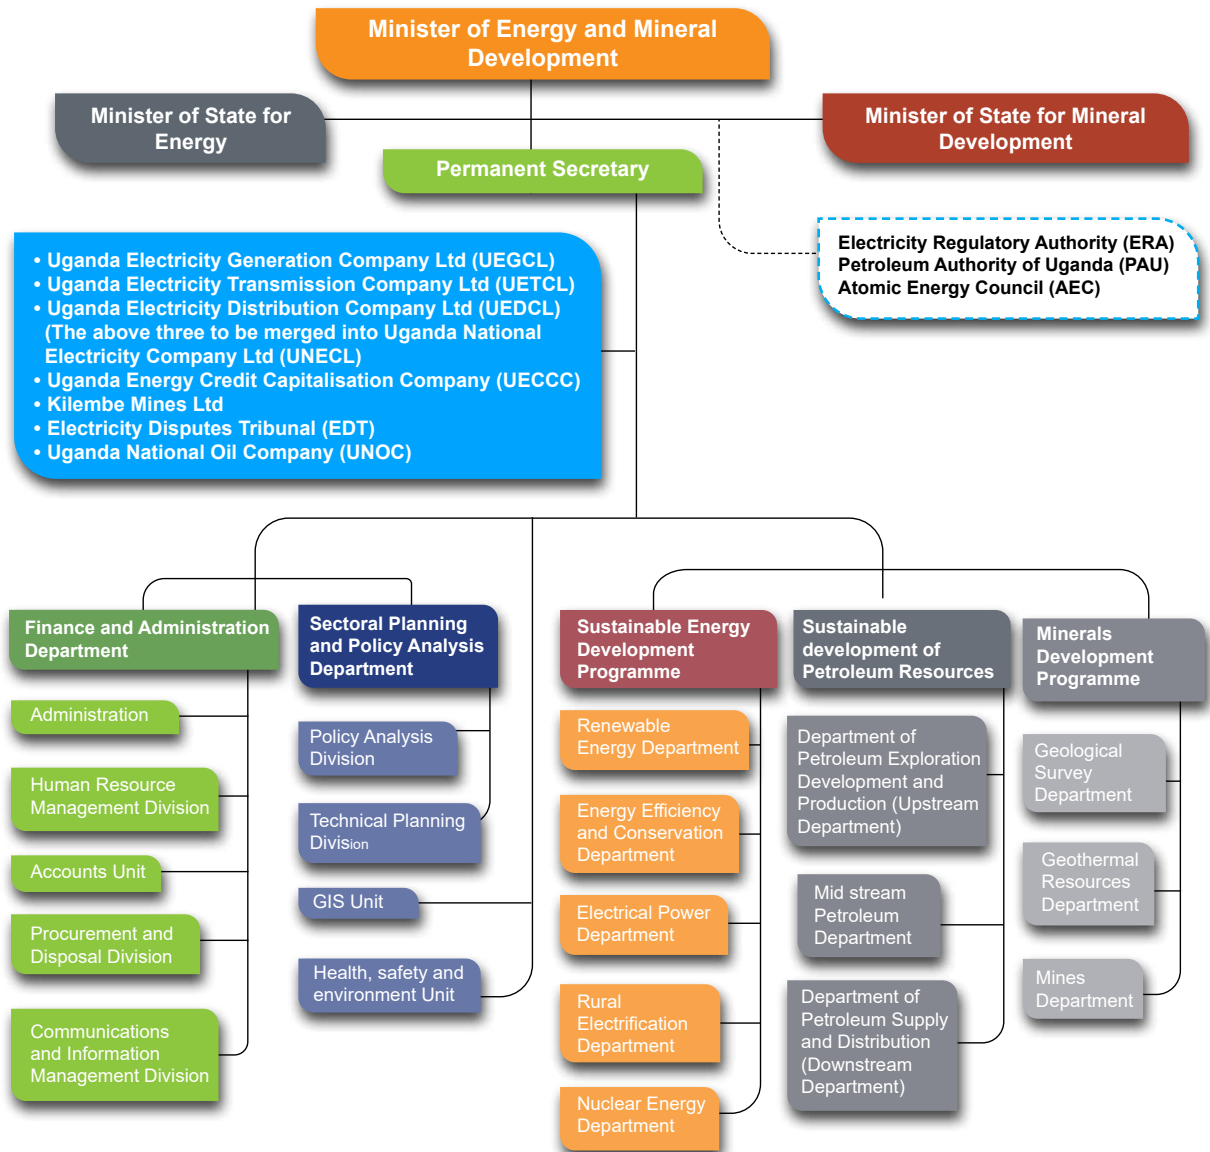 Minister of Energy and Mineral
Development
Minister of State for
Energy
Minister of State for Mineral
Development
Permanent Secretary
• Uganda Electricity Generation Company Ltd (UEGCL)
• Uganda Electricity Transmission Company Ltd (UETCL)
• Uganda Electricity Distribution Company Ltd (UEDCL)
(The above three to be merged into Uganda National
Electricity Company Ltd (UNECL)
• Uganda Energy Credit Capitalisation Company (UECCC)
• Kilembe Mines Ltd
• Electricity Disputes Tribunal (EDT)
• Uganda National Oil Company (UNOC)
Electricity Regulatory Authority (ERA)
Petroleum Authority of Uganda (PAU)
Atomic Energy Council (AEC)
Finance and Administration
Department
Administration
Human Resource
Management Division
Accounts Unit
Procurement and
Disposal Division
Communications
and Information
Management Division
Sectoral Planning
and Policy Analysis
Department
Policy Analysis
Division
Technical Planning
Division
GIS Unit
Health, safety and
environment Unit
Sustainable Energy
Development
Programme
Renewable
Energy Department
Energy Efficiency
and Conservation
Department
Electrical Power
Department
Rural
Electrification
Department
Nuclear Energy
Department
Sustainable
development of
Petroleum Resources
Department of
Petroleum Exploration
Development and
Production (Upstream
Department)
Mid stream
Petroleum
Department
Department of
Petroleum Supply
and Distribution
(Downstream
Department)
Minerals
Development
Programme
Geological
Survey
Department
Geothermal
Resources
Department
Mines
Department